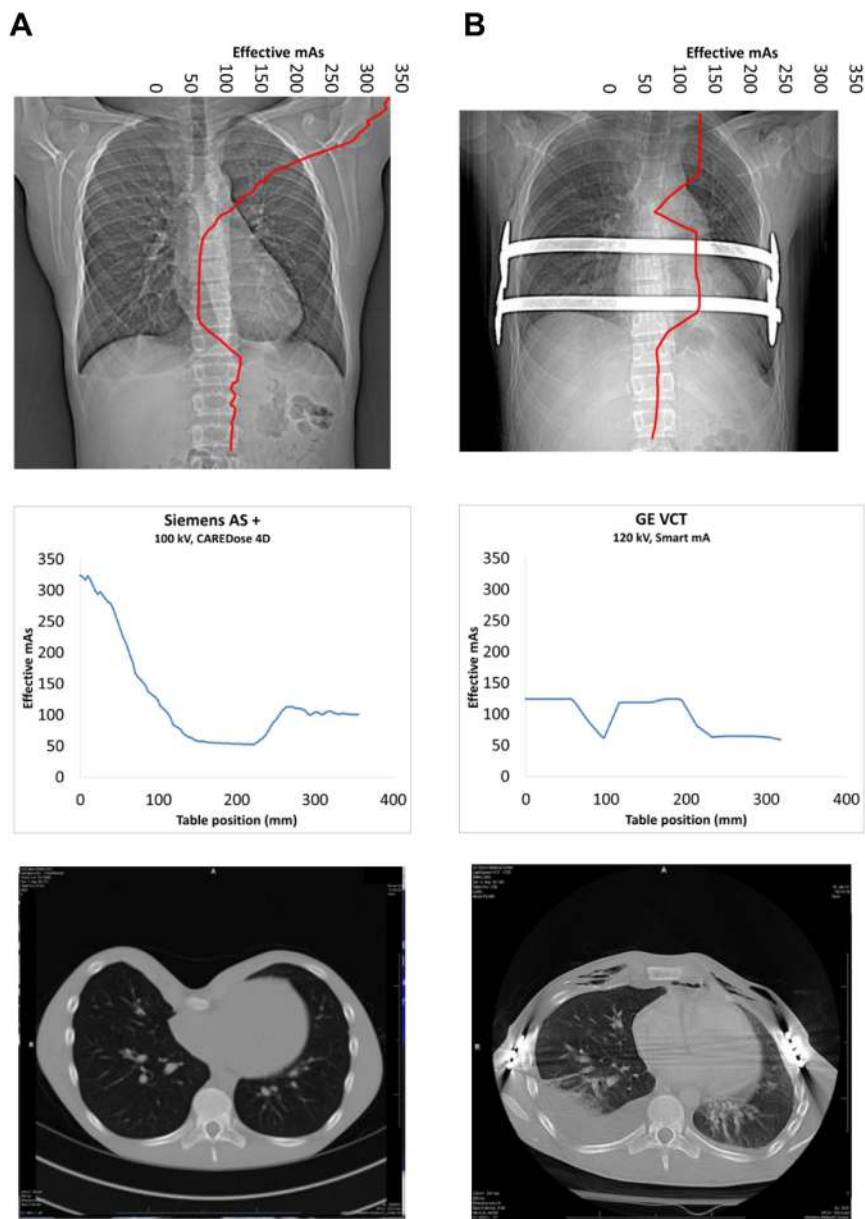 A
Effective mAs
0 50 100 150 200 250 300 350
B
Effective mAs
0 50 100 150 200 250 300 350
Siemens AS +
100 kV, CAREDose 4D
350
300
250
200
150
100
50
0
Effective mAs
0 100 200 300 400
Table position (mm)
GE VCT
120 kV, Smart mA
350
300
250
200
150
100
50
0
Effective mAs
0 100 200 300 400
Table position (mm)
A
R
A
R